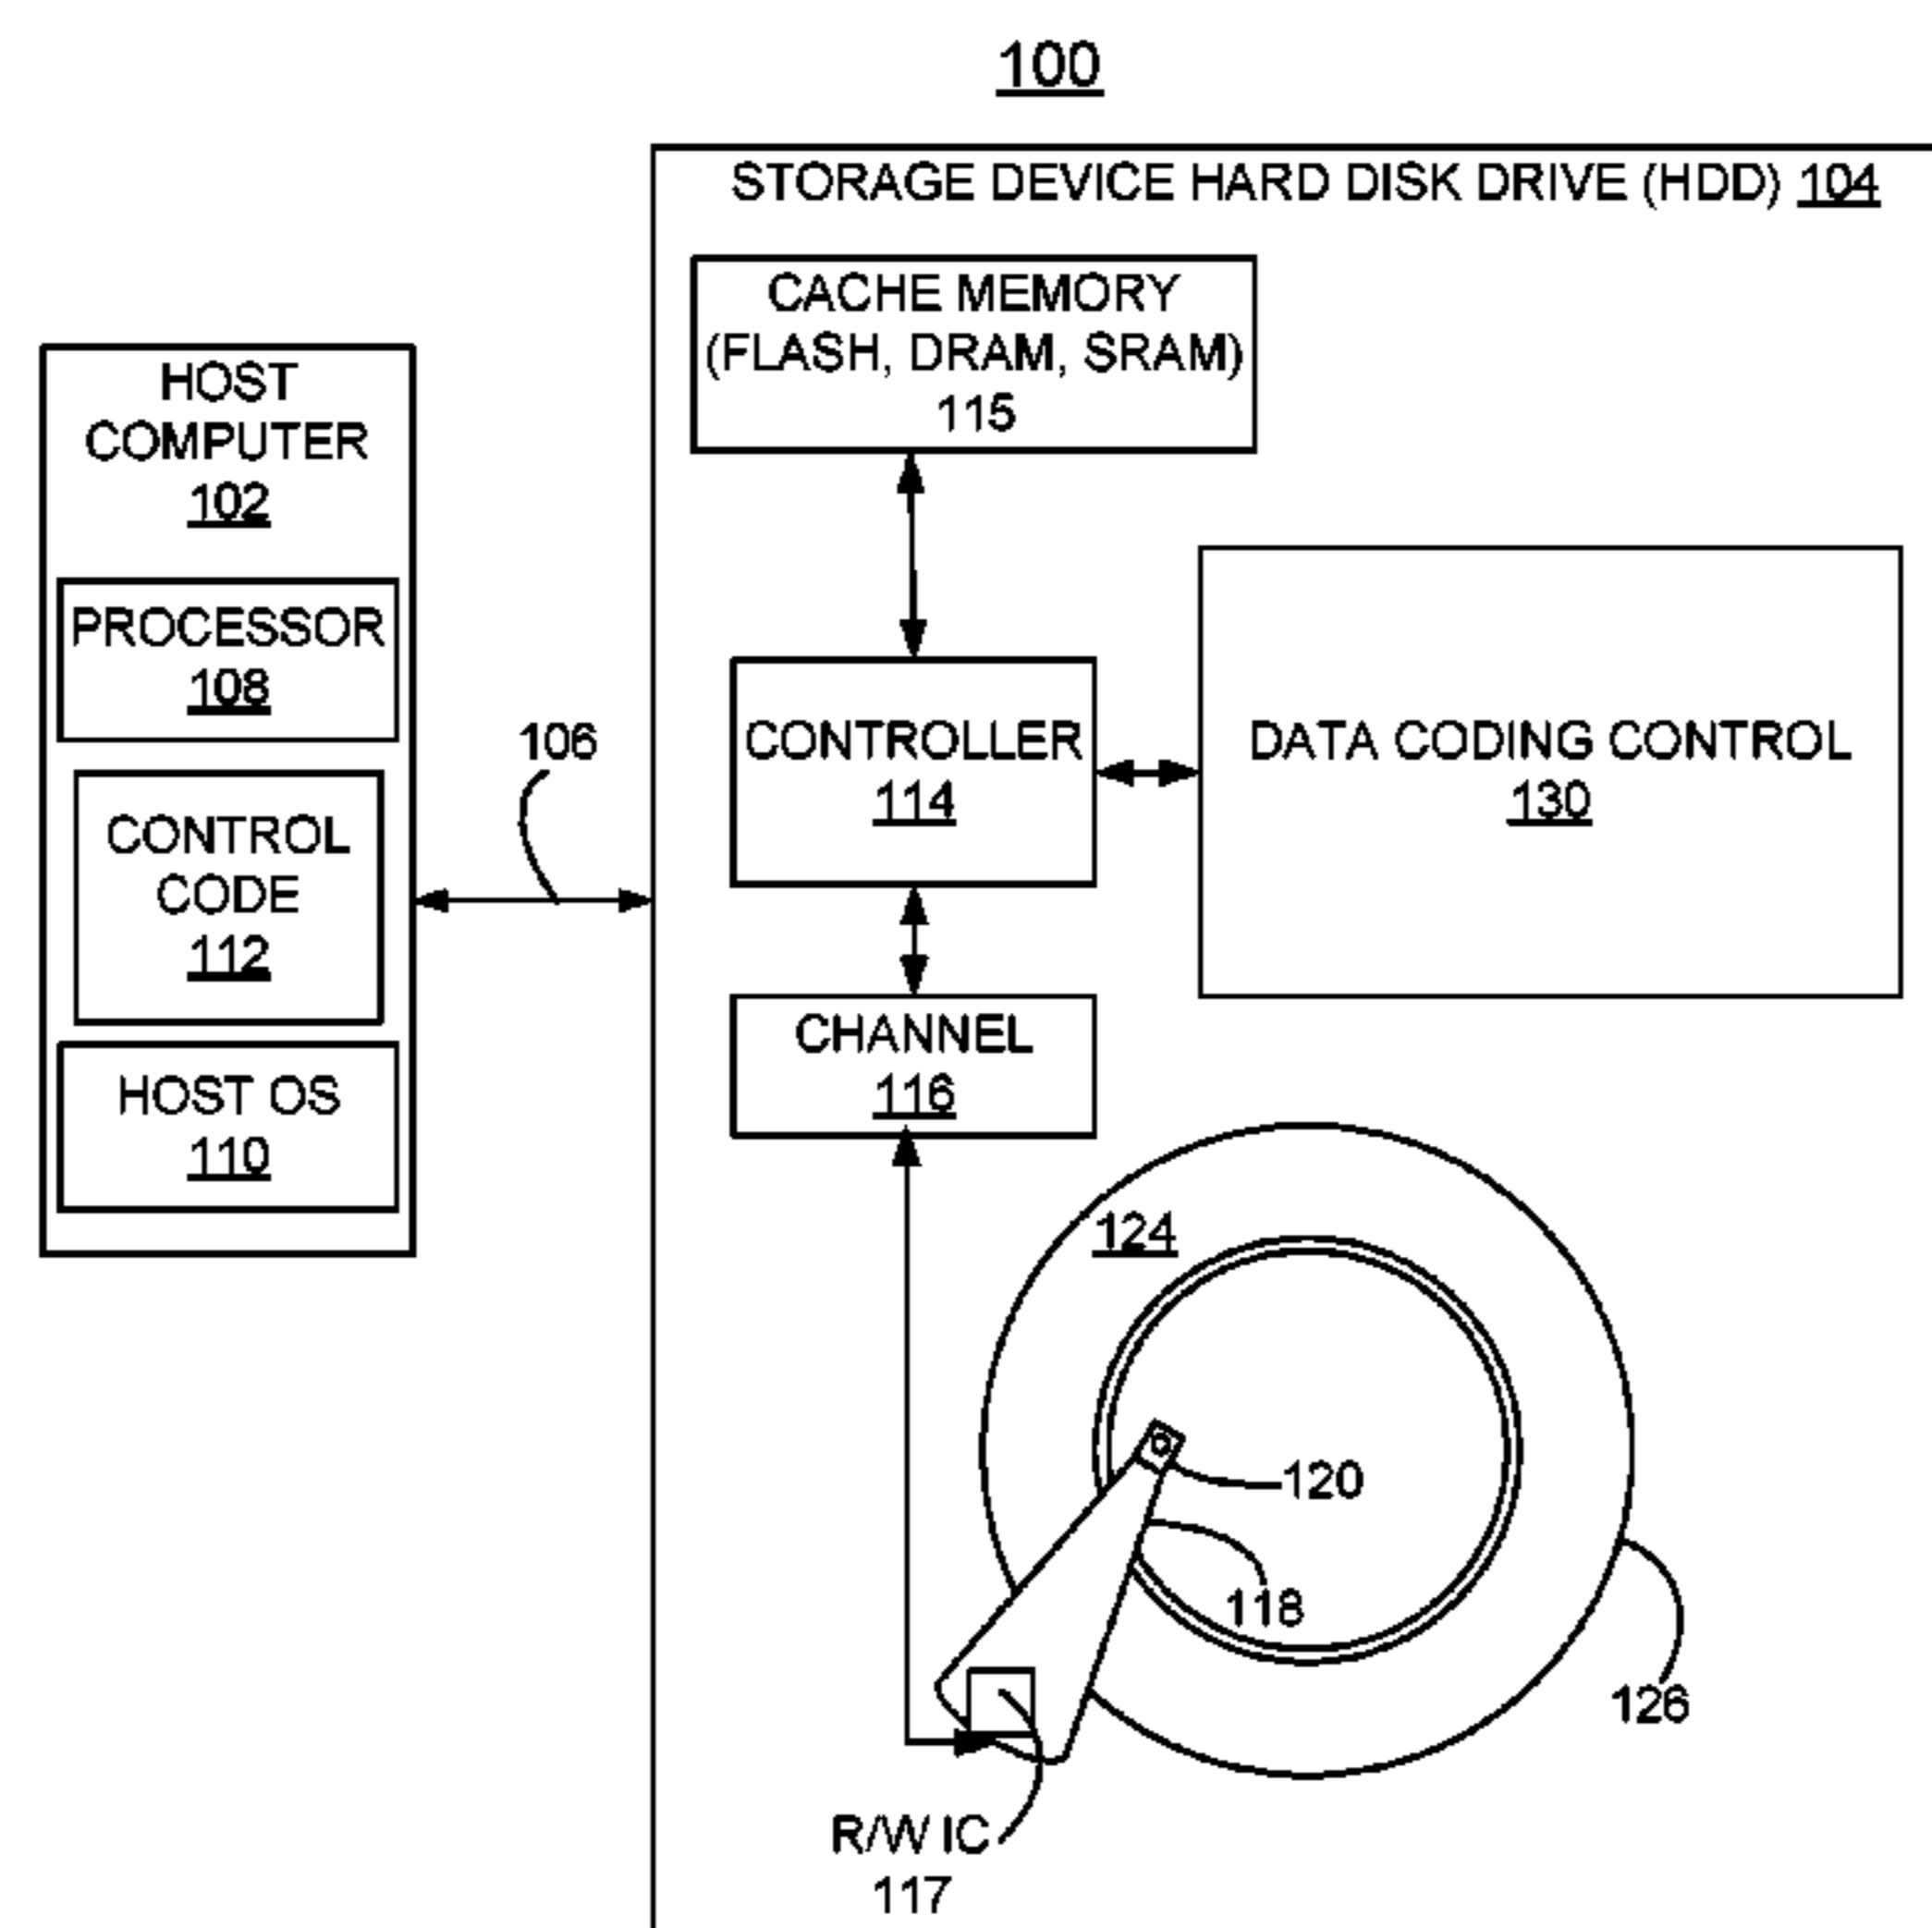 100
STORAGE DEVICE HARD DISK DRIVE (HDD) 104
CACHE MEMORY
(FLASH, DRAM, SRAM)
115
HOST
COMPUTER
102
PROCESSOR
108
CONTROL
CODE
112
HOST OS
110
106
CONTROLLER
114
DATA CODING CONTROL
130
CHANNEL
116
124
120
118
126
R/W IC
117